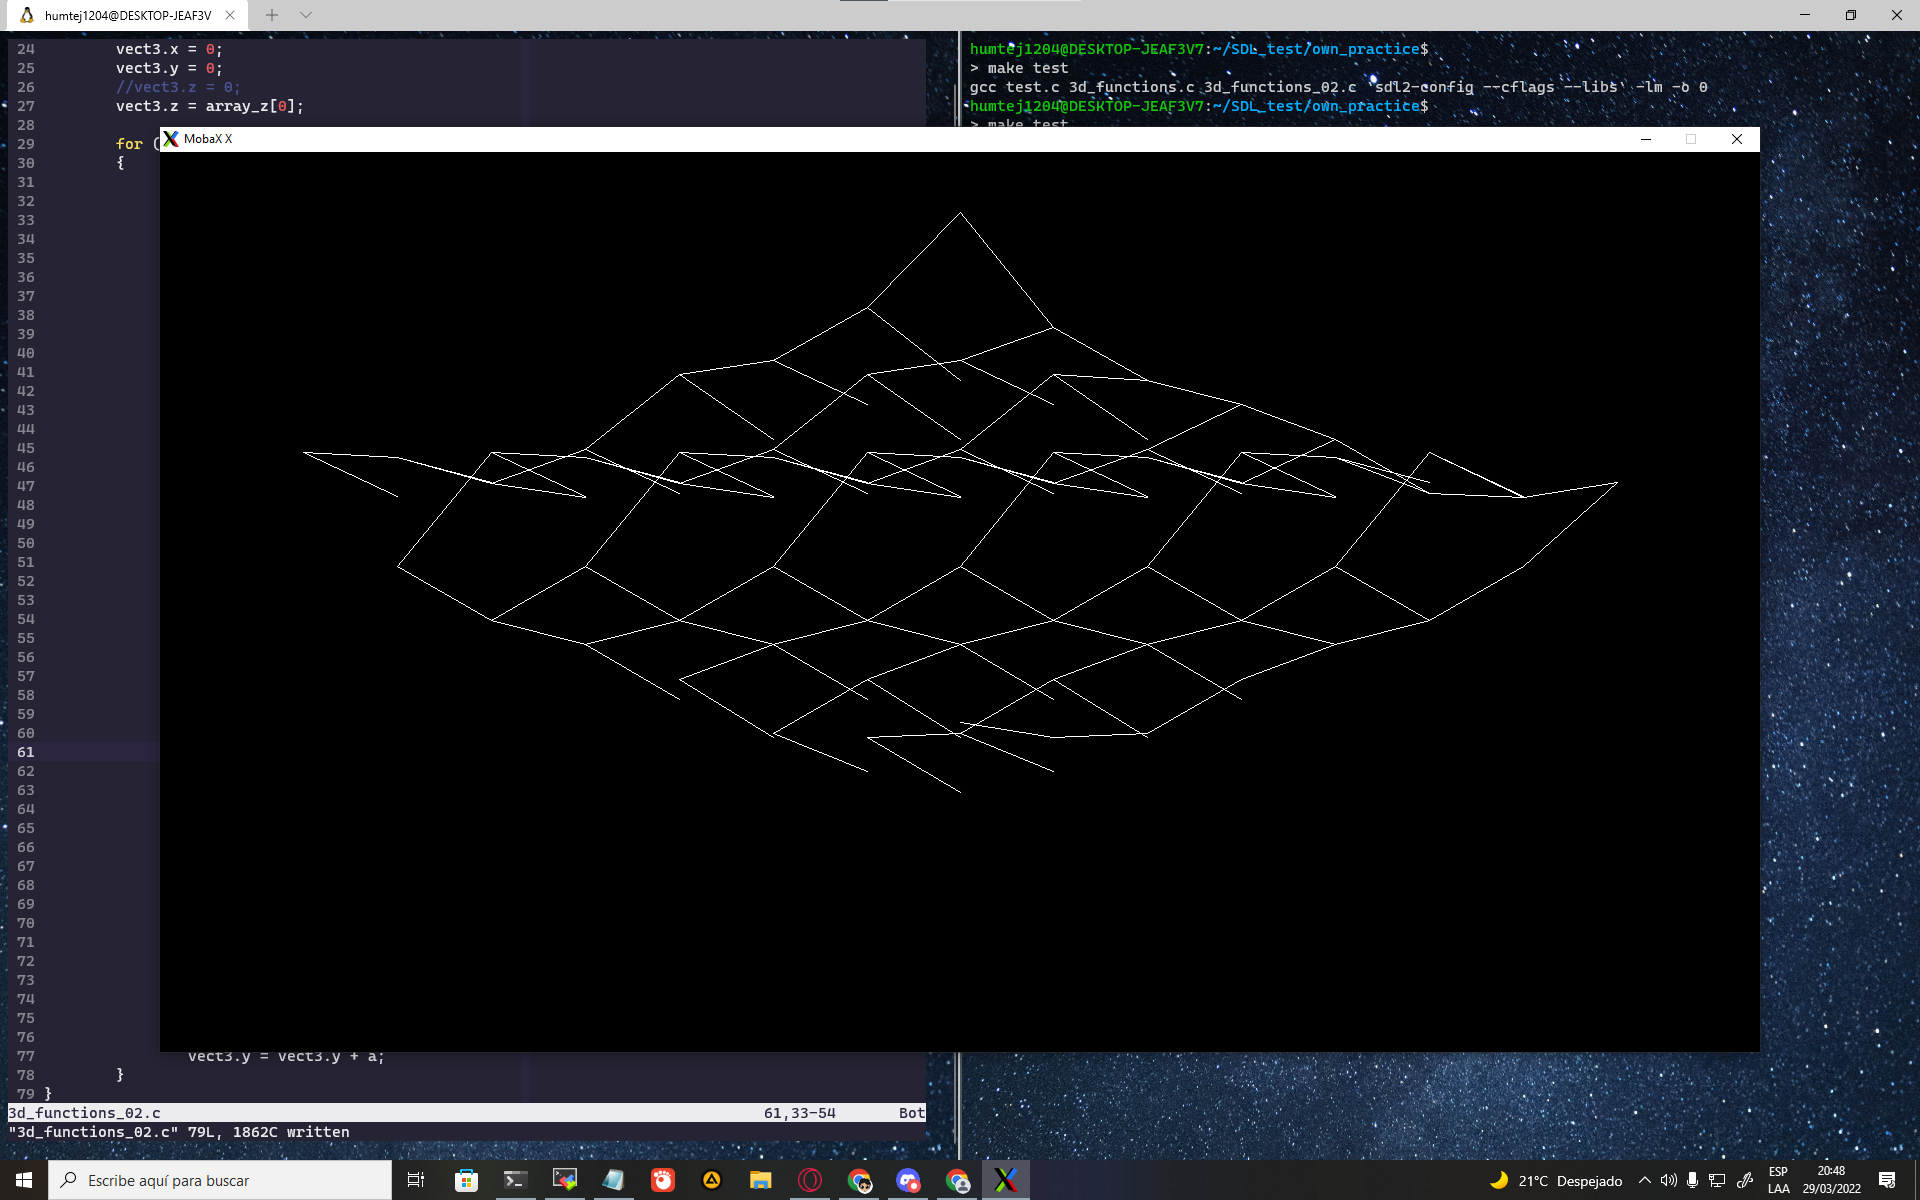 humtej1204@DESKTOP-JEAF3V
24 vect3.x = 0;
25 vect3.y = 0;
26 //vect3.z = 0;
27 vect3.z = array_z[0];
28
29 for (
30 {
31
32
33
34
35
36
37
38
39
40
41
42
43
44
45
46
47
48
49
50
51
52
53
54
55
56
57
58
59
60
61
62
63
64
65
66
67
68
69
70
71
72
73
74
75
76
77 vect3.y = vect3.y + a;
78 }
79 }
3d_functions_02.c 61,33-54 Bot
"3d_functions_02.c" 79L, 1862C written
humtej1204@DESKTOP-JEAF3V7:~/SDL_test/own_practice$
> make test
gcc test.c 3d_functions.c 3d_functions_02.c `sdl2-config --cflags --libs` -lm -o 0
humtej1204@DESKTOP-JEAF3V7:~/SDL_test/own_practice$
> make test
MobaX X
Escribe aquí para buscar
21°C Despejado
ESP
LAA
20:48
29/03/2022